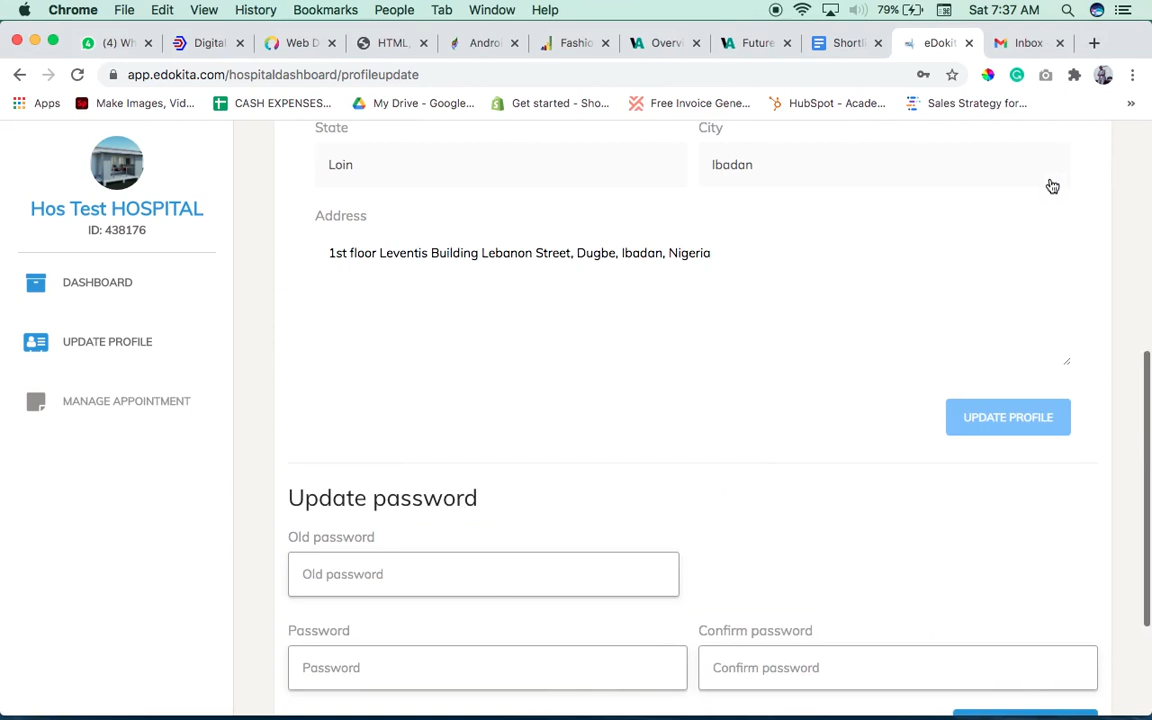 Chrome File Edit View History Bookmarks People Tab Window Help 79% Sat 7:37 AM
(4) Wh Digital Web D HTML, Andro Fashio Overvi Future Shortli eDokit Inbox
app.edokita.com/hospitaldashboard/profileupdate
Apps Make Images, Vid... CASH EXPENSES... My Drive - Google... Get started - Sho... Free Invoice Gene... HubSpot - Acade... Sales Strategy for... »
State City
Loin Ibadan
Hos Test HOSPITAL
ID: 438176
Address
1st floor Leventis Building Lebanon Street, Dugbe, Ibadan, Nigeria
DASHBOARD
UPDATE PROFILE
MANAGE APPOINTMENT
UPDATE PROFILE
Update password
Old password
Old password
Password Confirm password
Password Confirm password